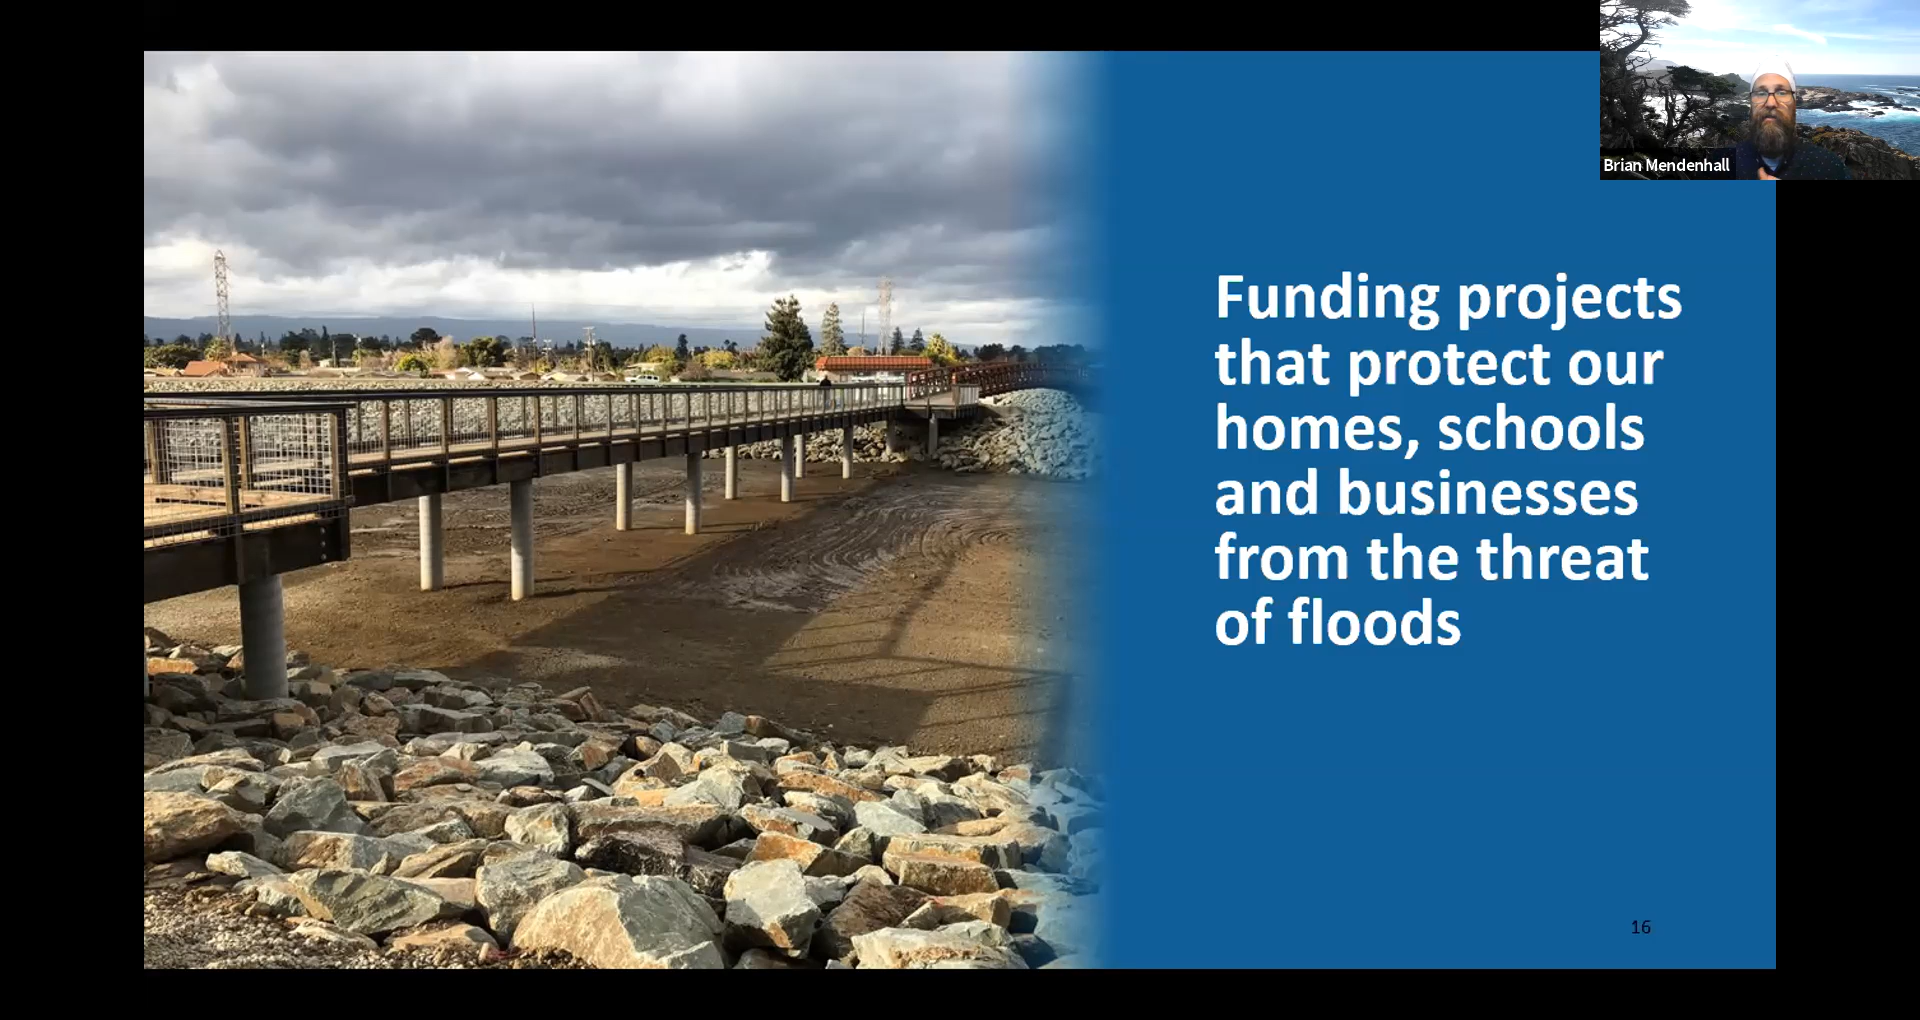 Brian Mendenhall
Funding projects
that protect our
homes, schools
and businesses
from the threat
of floods
16